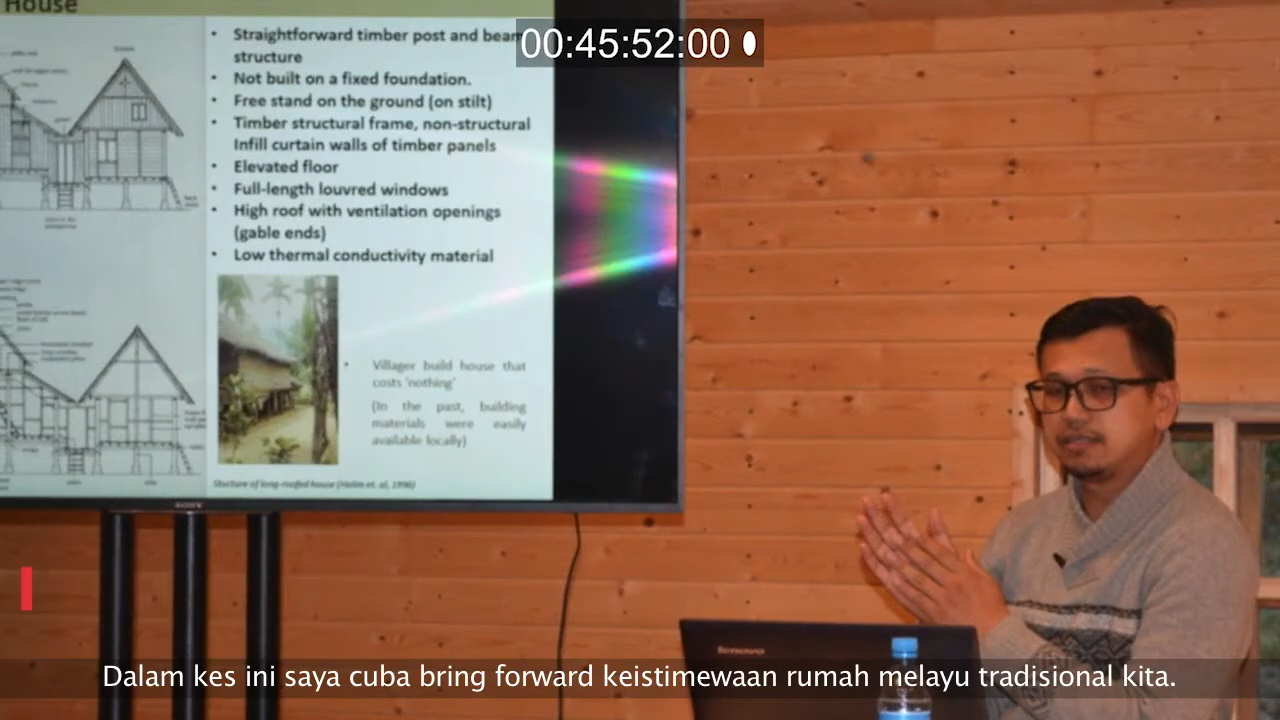 House
00:45:52:00
• Straightforward timber post and beam
structure
• Not built on a fixed foundation.
• Free stand on the ground (on stilt)
• Timber structural frame, non-structural
Infill curtain walls of timber panels
• Elevated floor
• Full-length louvred windows
• High roof with ventilation openings
(gable ends)
• Low thermal conductivity material
• Villager build house that
costs 'nothing'
(In the past, building
materials were easily
available locally)
Structure of long-roofed house (Halim et. al, 1996)
SONY
lenovo
Dalam kes ini saya cuba bring forward keistimewaan rumah melayu tradisional kita.